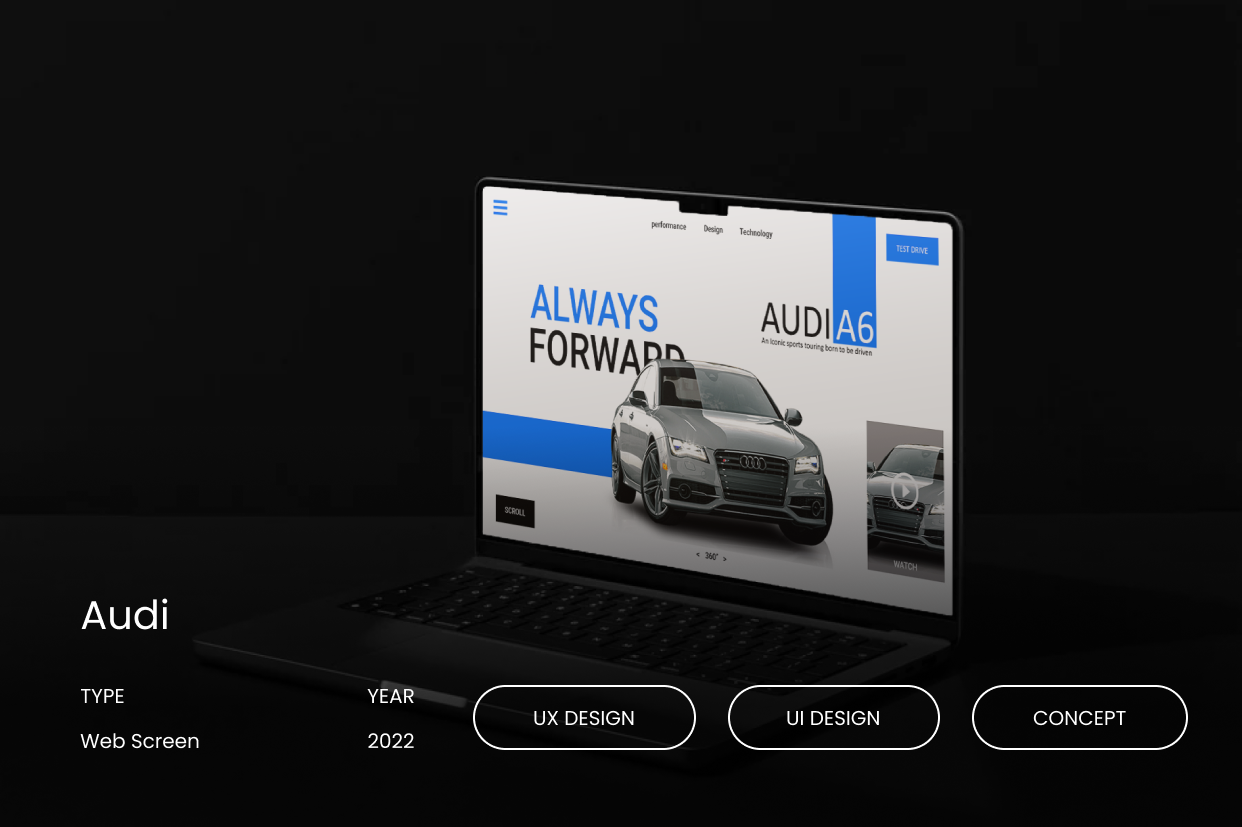 performance Design Technology
TEST DRIVE
ALWAYS
FORWARD
AUDI A6
An Iconic sports touring born to be driven
SCROLL
< 360° >
WATCH
Audi
TYPE
YEAR
Web Screen
2022
UX DESIGN
UI DESIGN
CONCEPT